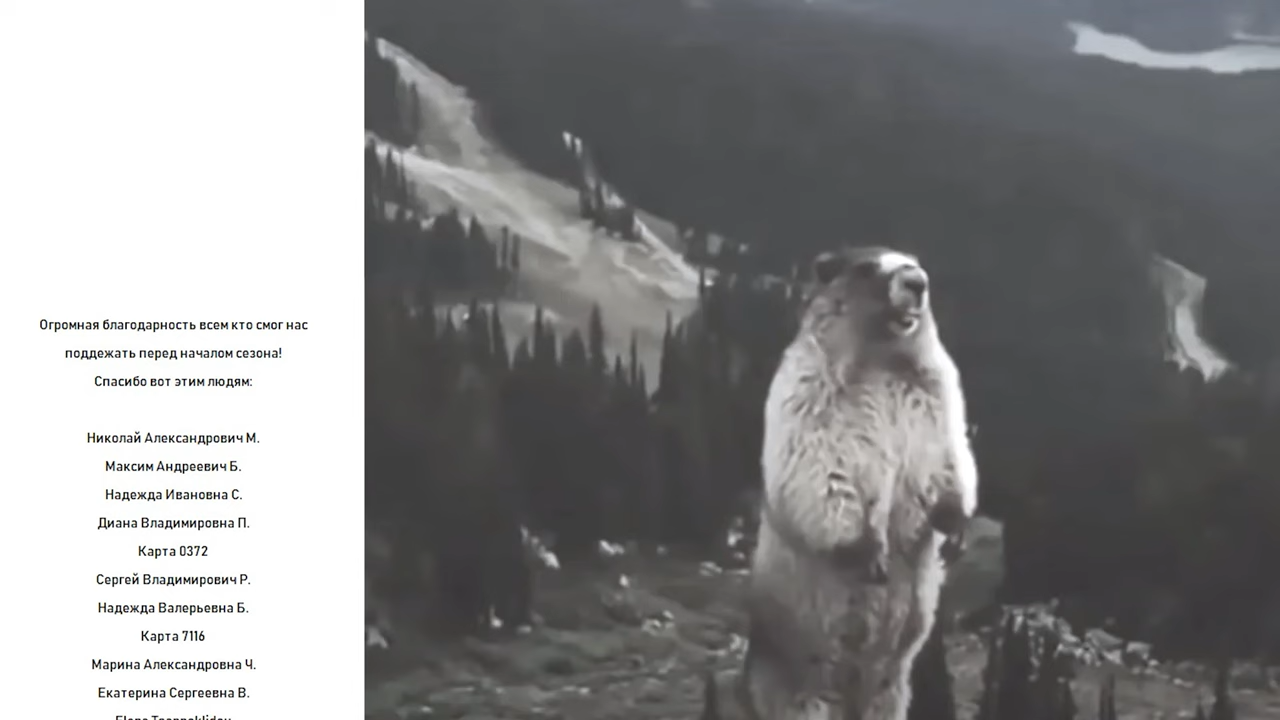 Огромная благодарность всем кто смог нас
поддежать перед началом сезона!
Спасибо вот этим людям:
Николай Александрович М.
Максим Андреевич Б.
Надежда Ивановна С.
Диана Владимировна П.
Карта 0372
Сергей Владимирович Р.
Надежда Валерьевна Б.
Карта 7116
Марина Александровна Ч.
Екатерина Сергеевна В.